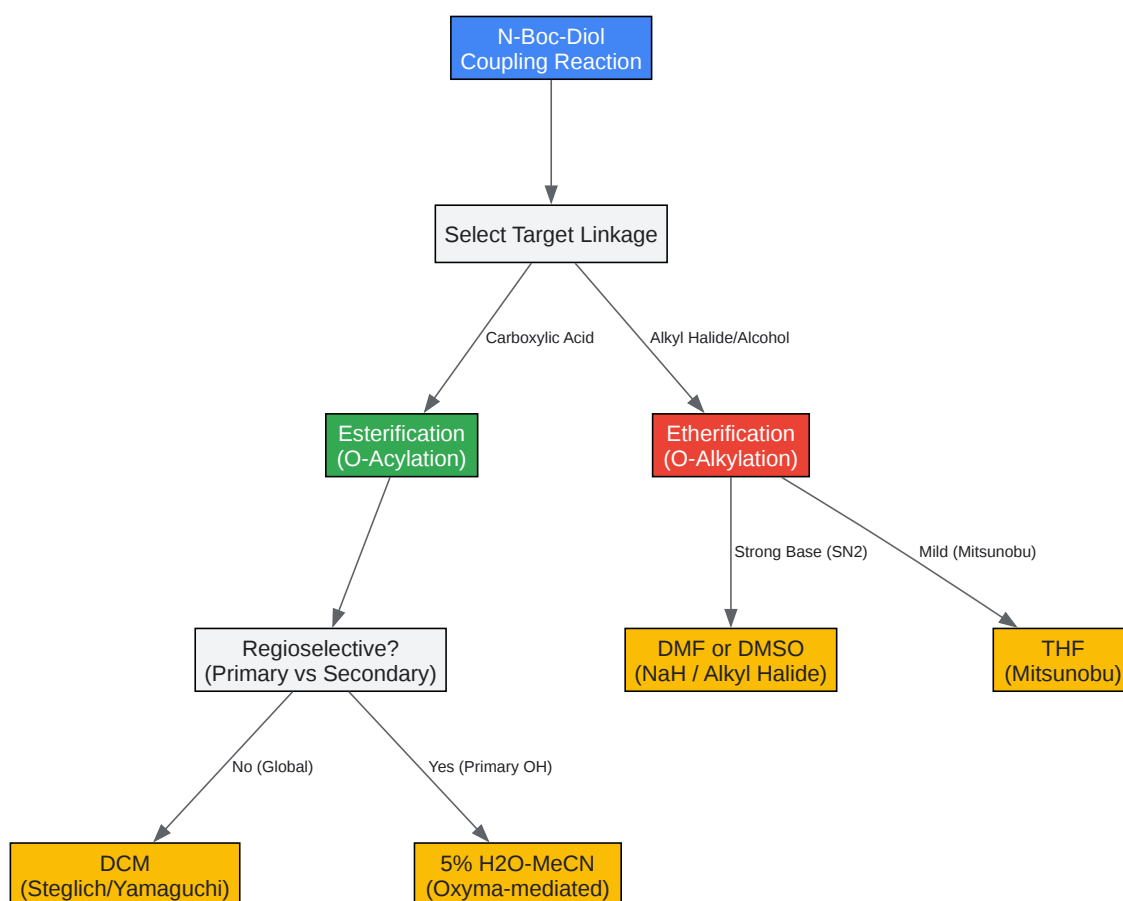 N-Boc-Diol
Coupling Reaction
Select Target Linkage
Carboxylic Acid
Alkyl Halide/Alcohol
Esterification
(O-Acylation)
Etherification
(O-Alkylation)
Strong Base (SN2)
Mild (Mitsunobu)
Regioselective?
(Primary vs Secondary)
DMF or DMSO
(NaH / Alkyl Halide)
THF
(Mitsunobu)
No (Global)
Yes (Primary OH)
DCM
(Steglich/Yamaguchi)
5% H2O-MeCN
(Oxyma-mediated)